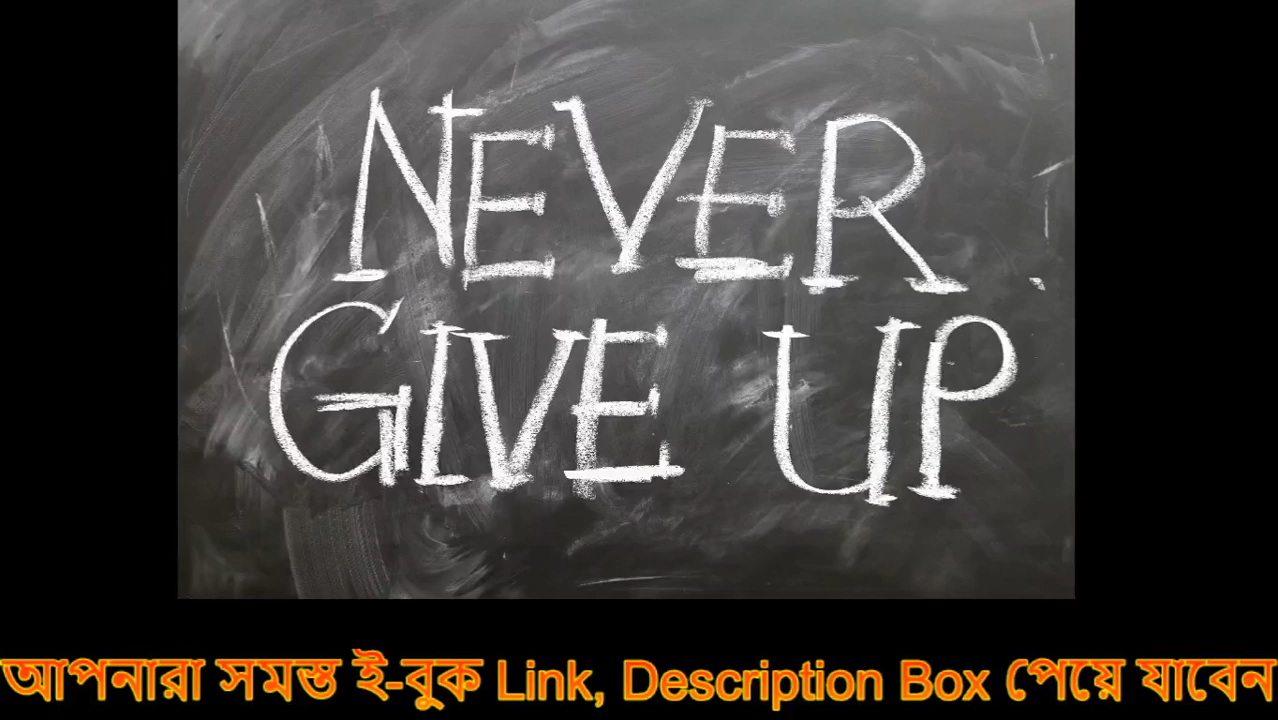 NEVER
GIVE UP
আপনারা সমস্ত ই-বুক Link, Description Box পেয়ে যাবেন